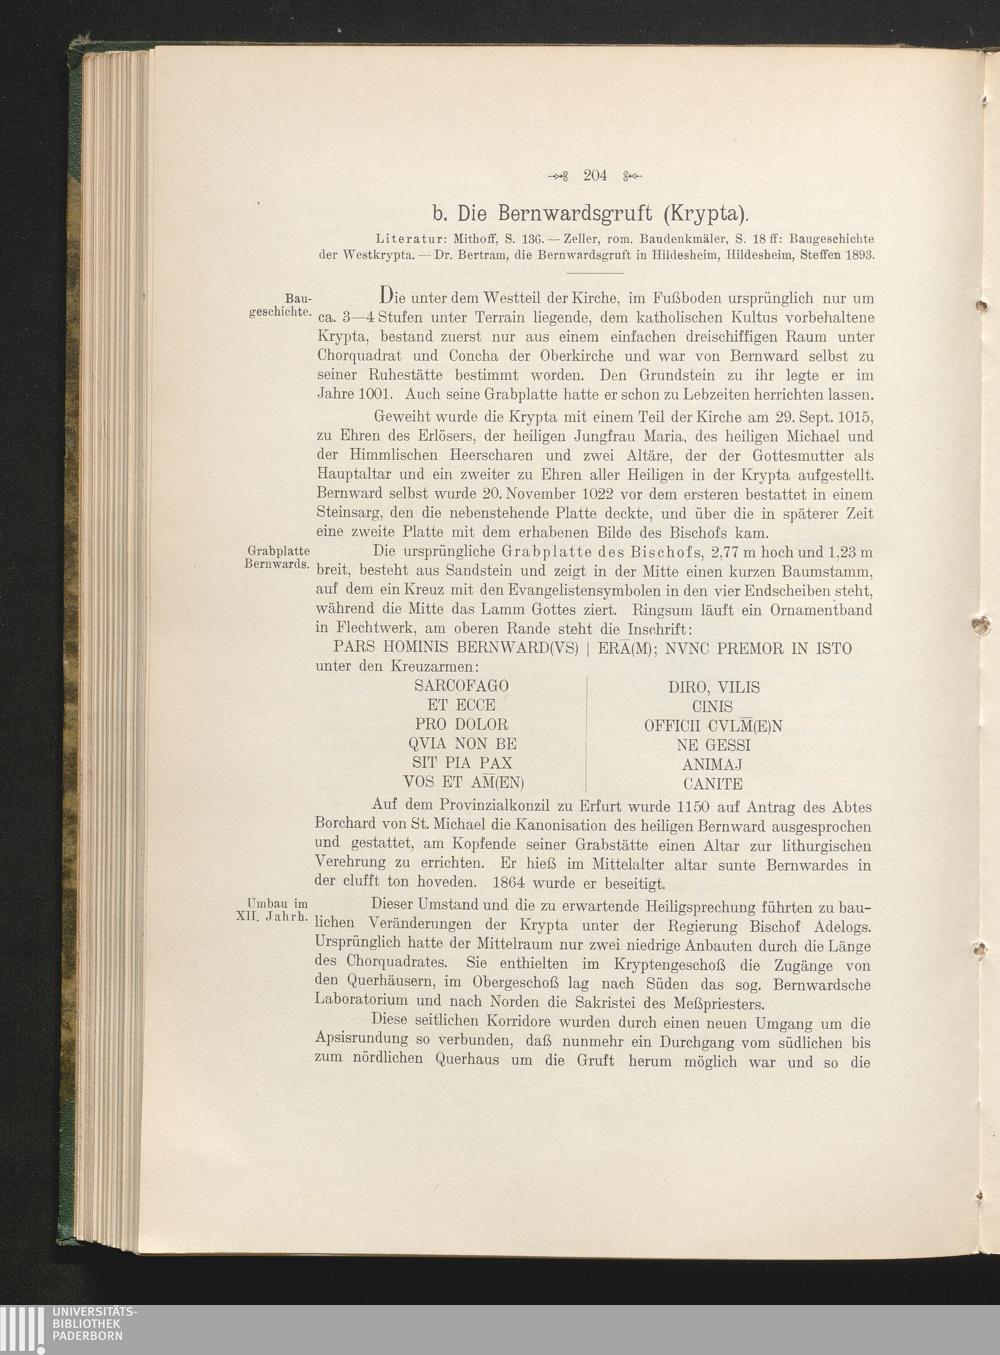 204
b. Die Bernwardsgruft (Krypta).
Literatur: Mithoff, S. 136. — Zeller, rom. Baudenkmäler, S. 18 ff: Baugeschichte
der Westkrypta. — Dr. Bertram, die Bernwardsgruft in Hildesheim, Hildesheim, Steffen 1893.
Bau-
geschichte.
Die unter dem Westteil der Kirche, im Fußboden ursprünglich nur um
ca. 3—4 Stufen unter Terrain liegende, dem katholischen Kultus vorbehaltene
Krypta, bestand zuerst nur aus einem einfachen dreischiffigen Raum unter
Chorquadrat und Concha der Oberkirche und war von Bernward selbst zu
seiner Ruhestätte bestimmt worden. Den Grundstein zu ihr legte er im
Jahre 1001. Auch seine Grabplatte hatte er schon zu Lebzeiten herrichten lassen.
Geweiht wurde die Krypta mit einem Teil der Kirche am 29. Sept. 1015,
zu Ehren des Erlösers, der heiligen Jungfrau Maria, des heiligen Michael und
der Himmlischen Heerscharen und zwei Altäre, der der Gottesmutter als
Hauptaltar und ein zweiter zu Ehren aller Heiligen in der Krypta aufgestellt.
Bernward selbst wurde 20. November 1022 vor dem ersteren bestattet in einem
Steinsarg, den die nebenstehende Platte deckte, und über die in späterer Zeit
eine zweite Platte mit dem erhabenen Bilde des Bischofs kam.
Grabplatte
Bernwards.
Die ursprüngliche Grabplatte des Bischofs, 2,77 m hoch und 1,23 m
breit, besteht aus Sandstein und zeigt in der Mitte einen kurzen Baumstamm,
auf dem ein Kreuz mit den Evangelistensymbolen in den vier Endscheiben steht,
während die Mitte das Lamm Gottes ziert. Ringsum läuft ein Ornamentband
in Flechtwerk, am oberen Rande steht die Inschrift:
PARS HOMINIS BERNWARD(VS) | ERA̅(M); NVNC PREMOR IN ISTO
unter den Kreuzarmen:
SARCOFAGO
ET ECCE
PRO DOLOR
QVIA NON BE
SIT PIA PAX
VOS ET AM̅(EN)
DIRO, VILIS
CINIS
OFFICII CVLM̅(E)N
NE GESSI
ANIMAJ
CANITE
Auf dem Provinzialkonzil zu Erfurt wurde 1150 auf Antrag des Abtes
Borchard von St. Michael die Kanonisation des heiligen Bernward ausgesprochen
und gestattet, am Kopfende seiner Grabstätte einen Altar zur lithurgischen
Verehrung zu errichten. Er hieß im Mittelalter altar sunte Bernwardes in
der clufft ton hoveden. 1864 wurde er beseitigt.
Umbau im
XII. Jahrh.
Dieser Umstand und die zu erwartende Heiligsprechung führten zu bau-
lichen Veränderungen der Krypta unter der Regierung Bischof Adelogs.
Ursprünglich hatte der Mittelraum nur zwei niedrige Anbauten durch die Länge
des Chorquadrates. Sie enthielten im Kryptengeschoß die Zugänge von
den Querhäusern, im Obergeschoß lag nach Süden das sog. Bernwardsche
Laboratorium und nach Norden die Sakristei des Meßpriesters.
Diese seitlichen Korridore wurden durch einen neuen Umgang um die
Apsisrundung so verbunden, daß nunmehr ein Durchgang vom südlichen bis
zum nördlichen Querhaus um die Gruft herum möglich war und so die
UNIVERSITÄTS-
BIBLIOTHEK
PADERBORN